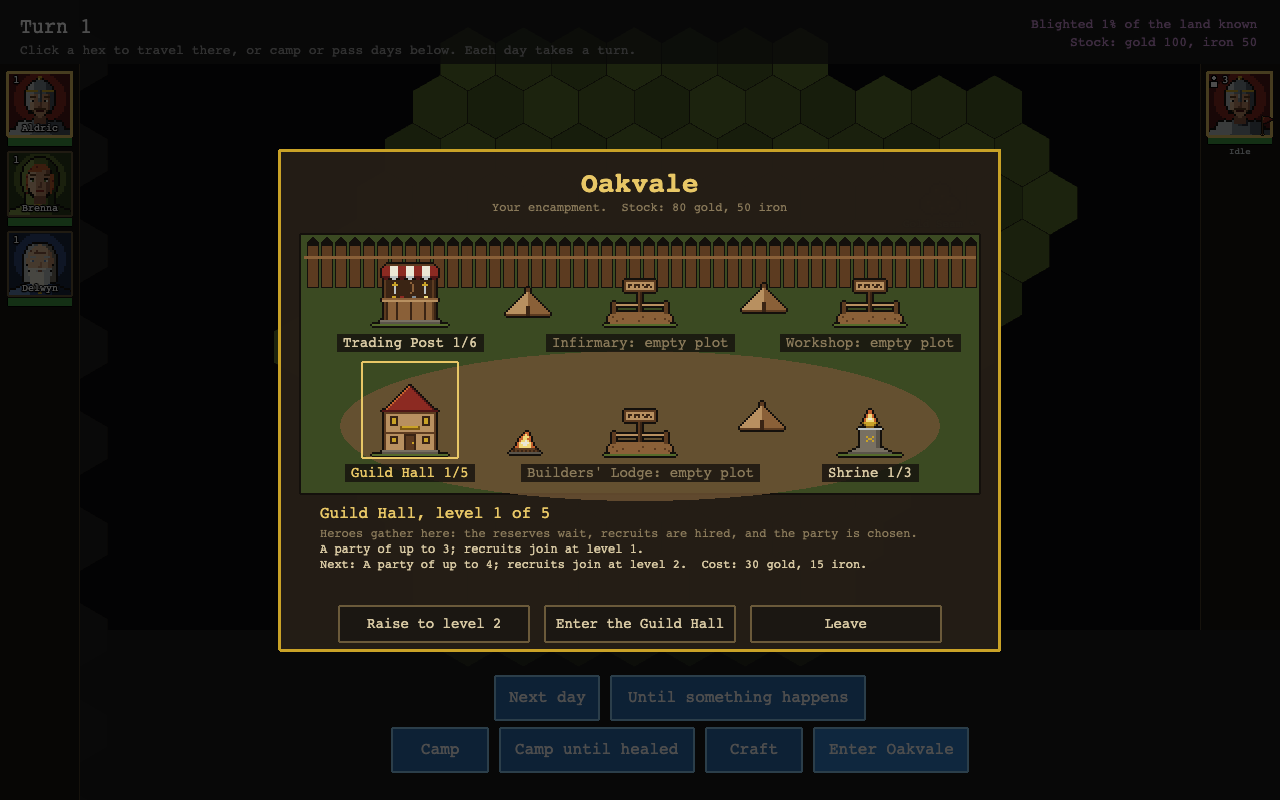 Turn 1
Click a hex to travel there, or camp or pass days below. Each day takes a turn.
Blighted 1% of the land known
Stock: gold 100, iron 50
1
Aldric
1
Brenna
1
Delwyn
3
Idle
Oakvale
Your encampment. Stock: 80 gold, 50 iron
Trading Post 1/6
Infirmary: empty plot
Workshop: empty plot
Guild Hall 1/5
Builders' Lodge: empty plot
Shrine 1/3
Guild Hall, level 1 of 5
Heroes gather here: the reserves wait, recruits are hired, and the party is chosen.
A party of up to 3; recruits join at level 1.
Next: A party of up to 4; recruits join at level 2. Cost: 30 gold, 15 iron.
Raise to level 2
Enter the Guild Hall
Leave
Next day
Until something happens
Camp
Camp until healed
Craft
Enter Oakvale